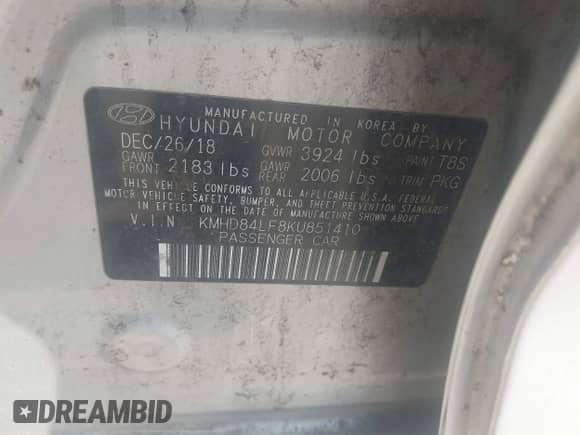 MANUFACTURED IN KOREA BY
HYUNDAI MOTOR COMPANY
DEC/26/18 GVWR 3924 lbs PAINT T8S
GAWR FRONT 2183 lbs GAWR REAR 2006 lbs TRIM PKG
THIS VEHICLE CONFORMS TO ALL APPLICABLE U.S.A. FEDERAL
MOTOR VEHICLE SAFETY, BUMPER, AND THEFT PREVENTION STANDARDS
IN EFFECT ON THE DATE OF MANUFACTURE SHOWN ABOVE.
V.I.N KMHD84LF8KU851410
PASSENGER CAR
DREAMBID